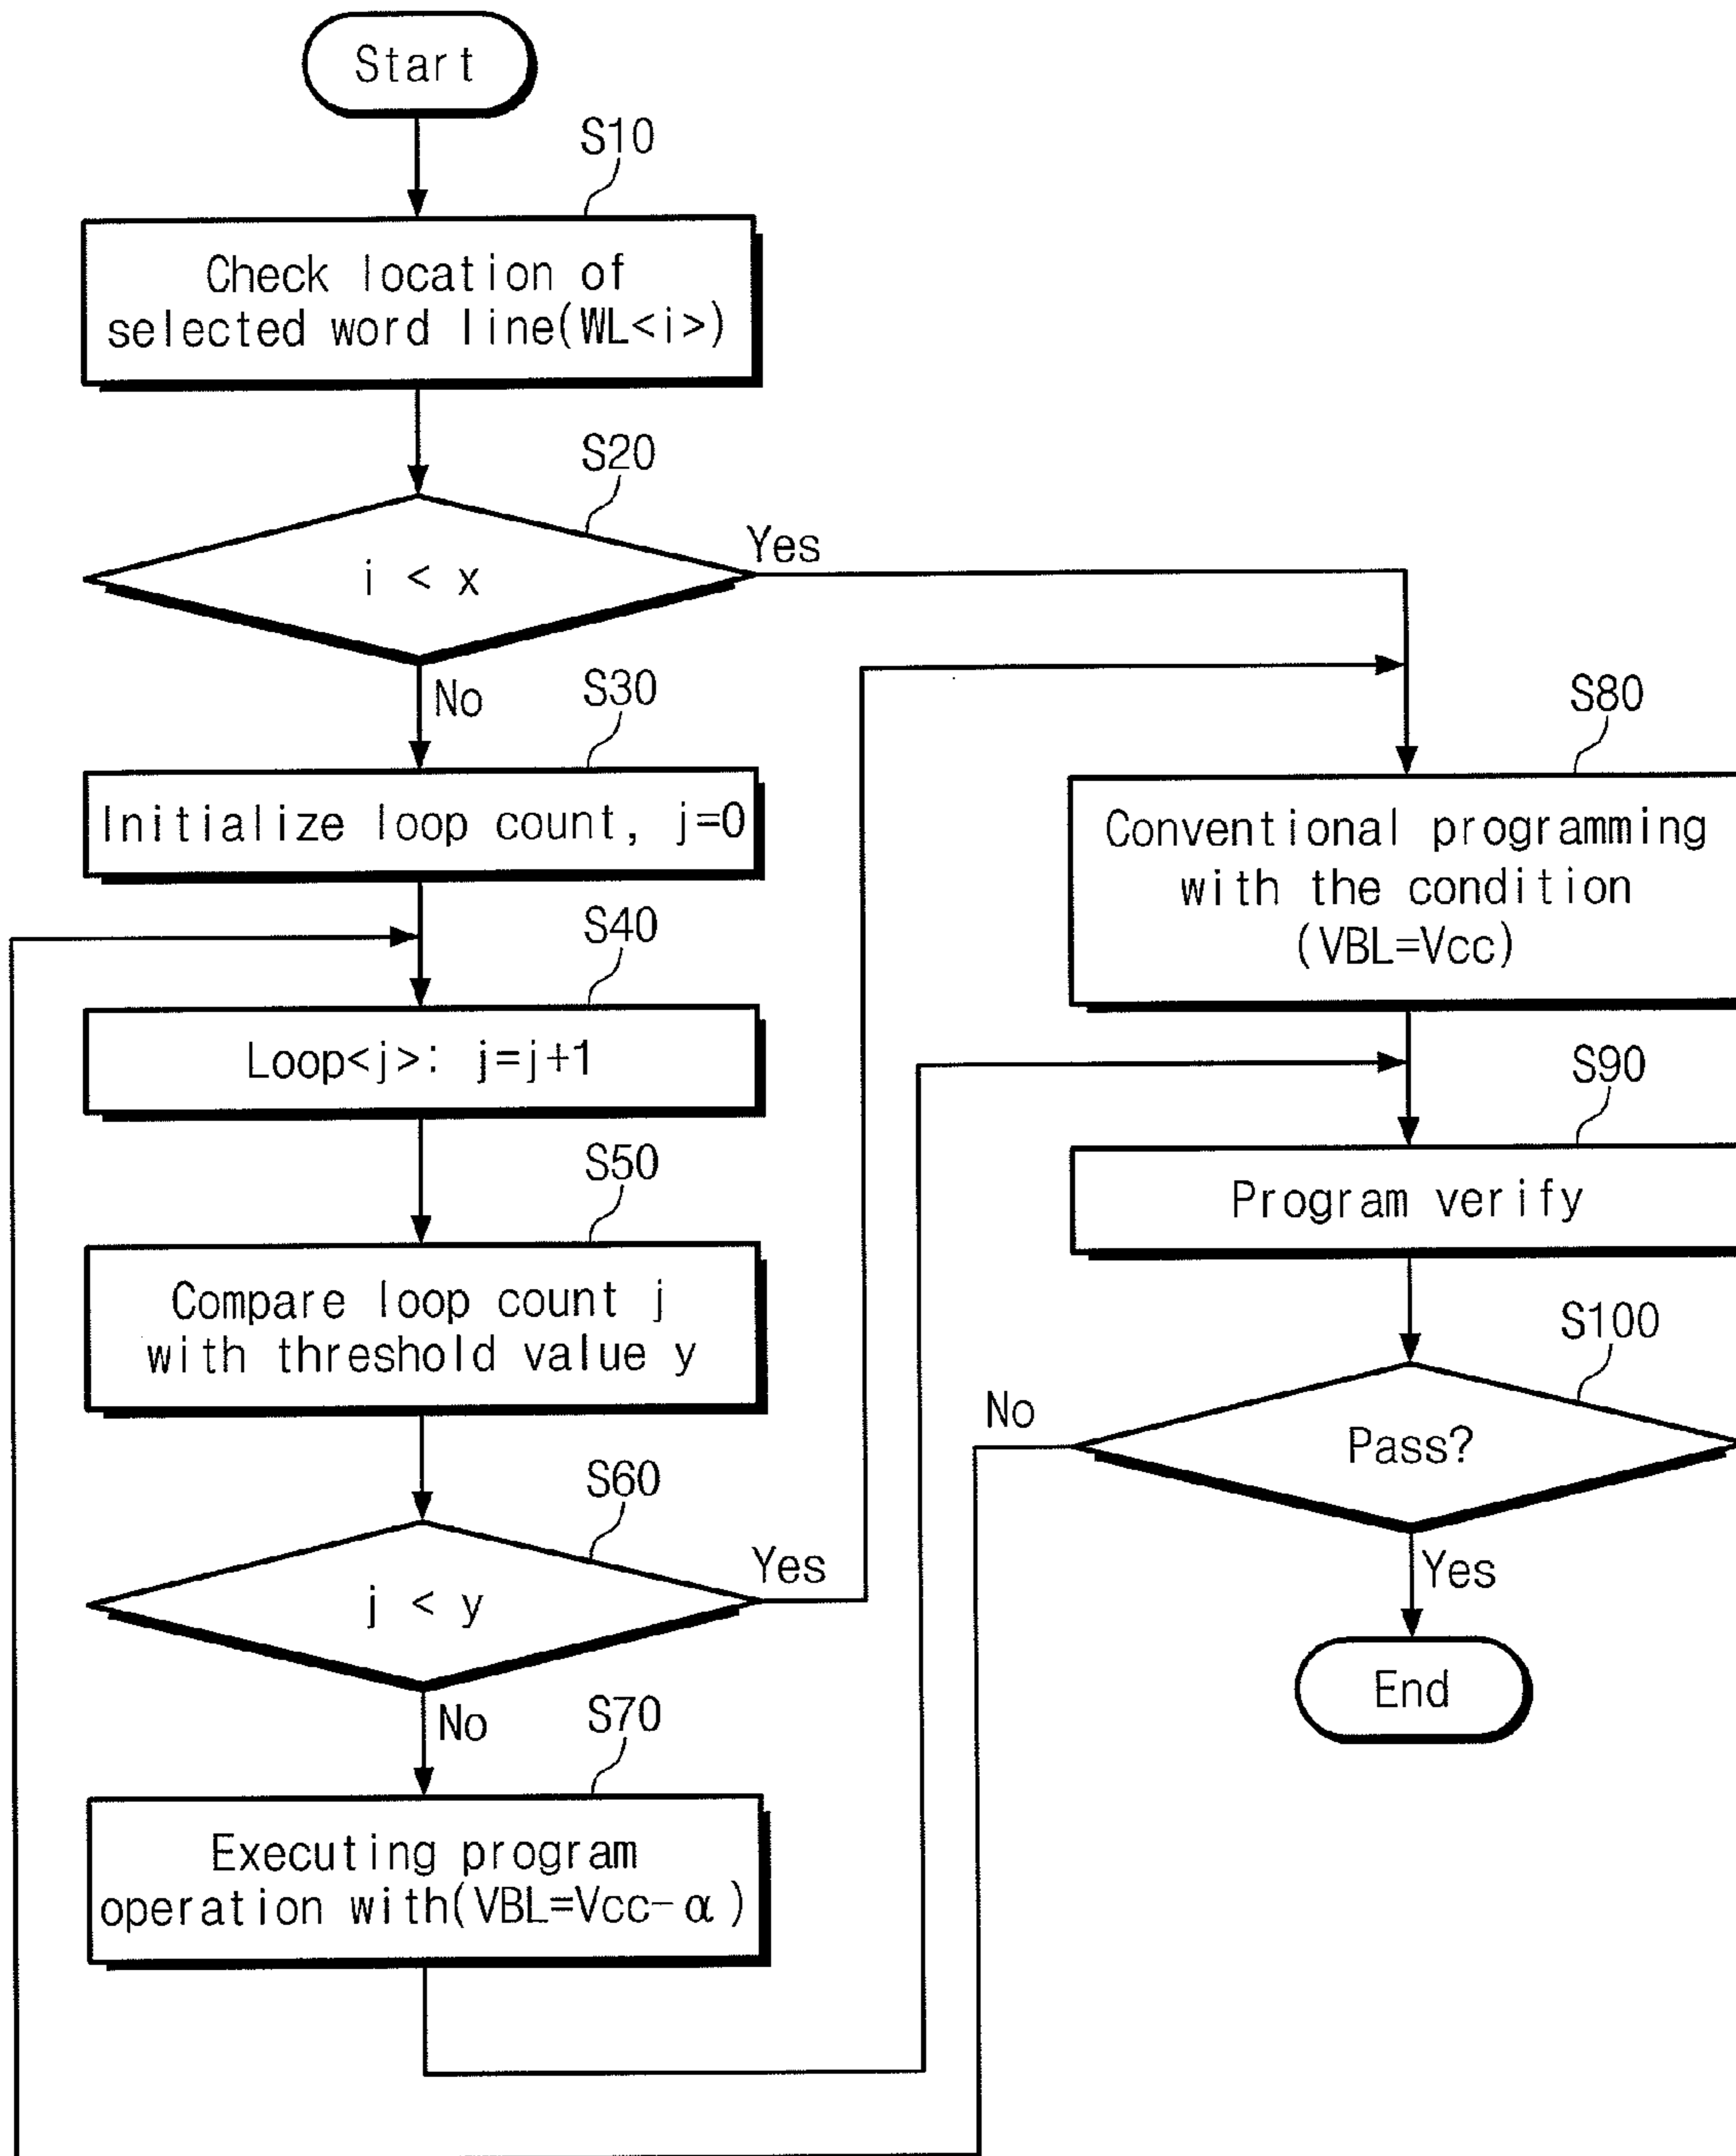 Start
S10
Check location of
selected word line(WL<i>)
S20
i < x
Yes
No
S30
Initialize loop count, j=0
S40
Loop<j>: j=j+1
S50
Compare loop count j
with threshold value y
S60
j < y
Yes
No
S70
Executing program
operation with(VBL=Vcc-α)
S80
Conventional programming
with the condition
(VBL=Vcc)
S90
Program verify
S100
Pass?
No
Yes
End